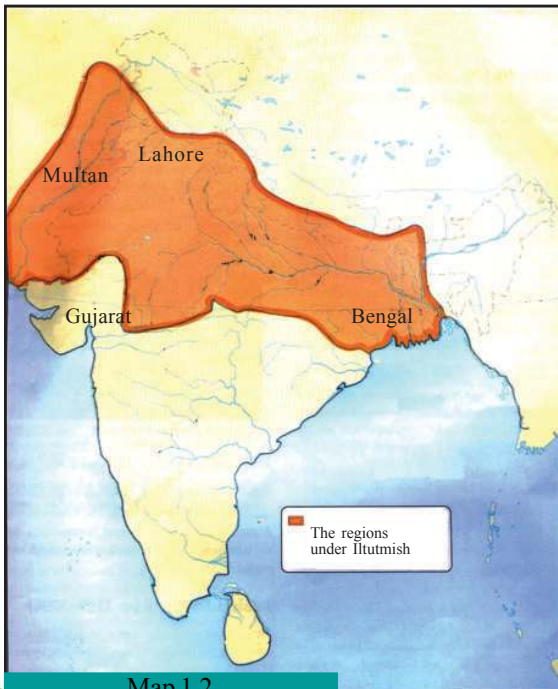 Lahore
Multan
Gujarat
Bengal
The regions
under Iltutmish
Map 1.2